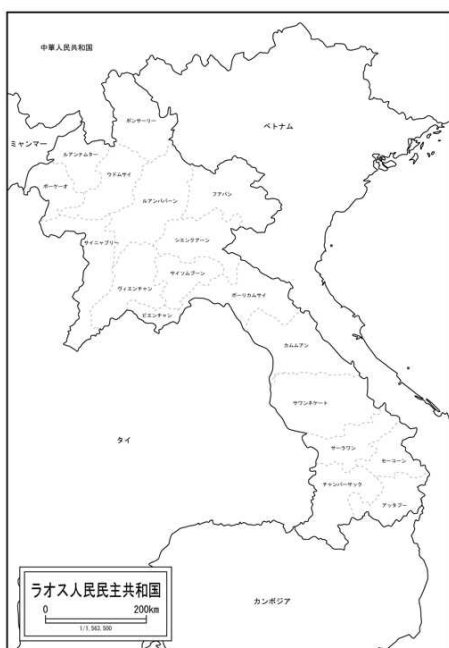 中華人民共和国
ポンサーリー
ベトナム
ミャンマー
ルアンナムター
ウドムサイ
ボーケーオ
ルアンパバーン
フアパン
サイニャブリー
シエンクアーン
サイソムブーン
ヴィエンチャン
ボーリカムサイ
ビエンチャン
カムムアン
サワンナケート
タイ
サーラワン
セーコーン
チャンパーサック
アッタプー
ラオス人民民主共和国
0 200km
カンボジア